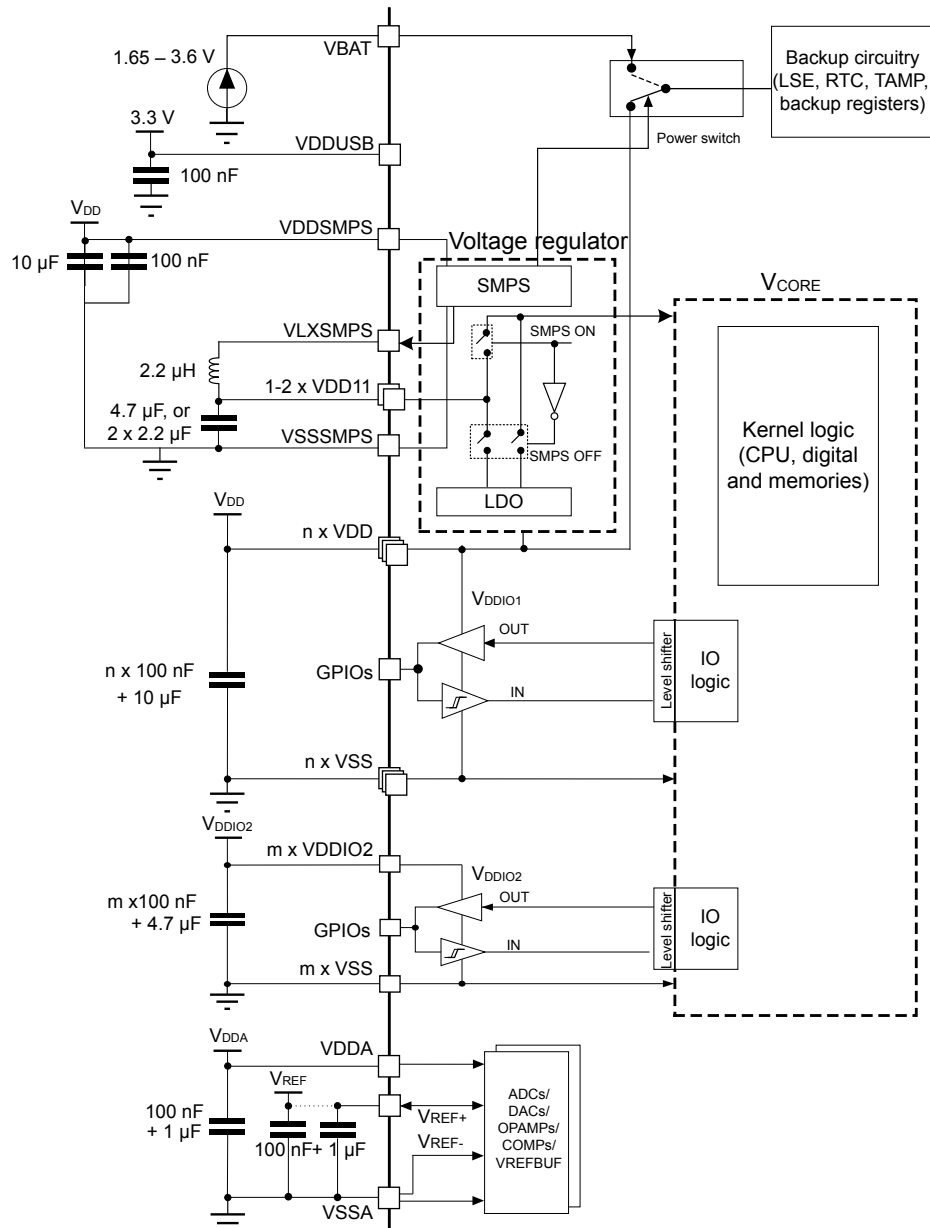 VBAT
1.65 – 3.6 V
Backup circuitry
(LSE, RTC, TAMP,
backup registers)
3.3 V
Power switch
VDDUSB
100 nF
VDD
VDDSMPS
10 µF
100 nF
Voltage regulator
SMPS
VCORE
VLXSMPS
SMPS ON
2.2 µH
1-2 x VDD11
4.7 µF, or
2 x 2.2 µF
VSSSMPS
SMPS OFF
LDO
Kernel logic
(CPU, digital
and memories)
VDD
n x VDD
VDDIO1
OUT
GPIOs
IN
Level shifter
IO
logic
n x 100 nF
+ 10 µF
n x VSS
VDDIO2
m x VDDIO2
VDDIO2
OUT
m x100 nF
+ 4.7 µF
GPIOs
IN
Level shifter
IO
logic
m x VSS
VDDA
VDDA
VREF
VREF+
100 nF
+ 1 µF
100 nF+ 1 µF
VREF-
ADCs/
DACs/
OPAMPs/
COMPs/
VREFBUF
VSSA